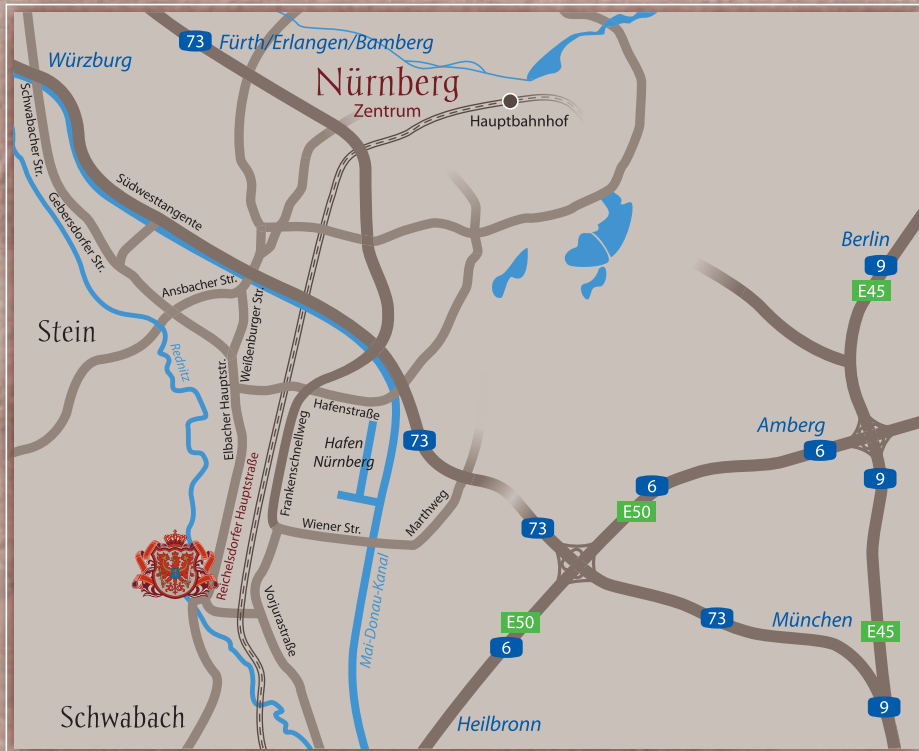 73
Fürth/Erlangen/Bamberg
Würzburg
Nürnberg
Zentrum
Hauptbahnhof
Schwabacher Str.
Südwesttangente
Gebersdorfer Str.
Berlin
9
E45
Ansbacher Str.
Weißenburger Str.
Stein
Rednitz
Elbacher Hauptstr.
Hafenstraße
Frankenschnellweg
Hafen
Nürnberg
73
Amberg
6
9
6
E50
Reichelsdorfer Hauptstraße
Wiener Str.
Marthweg
73
Vorjurastraße
Mai-Donau-Kanal
E50
6
73
München
E45
9
Schwabach
Heilbronn